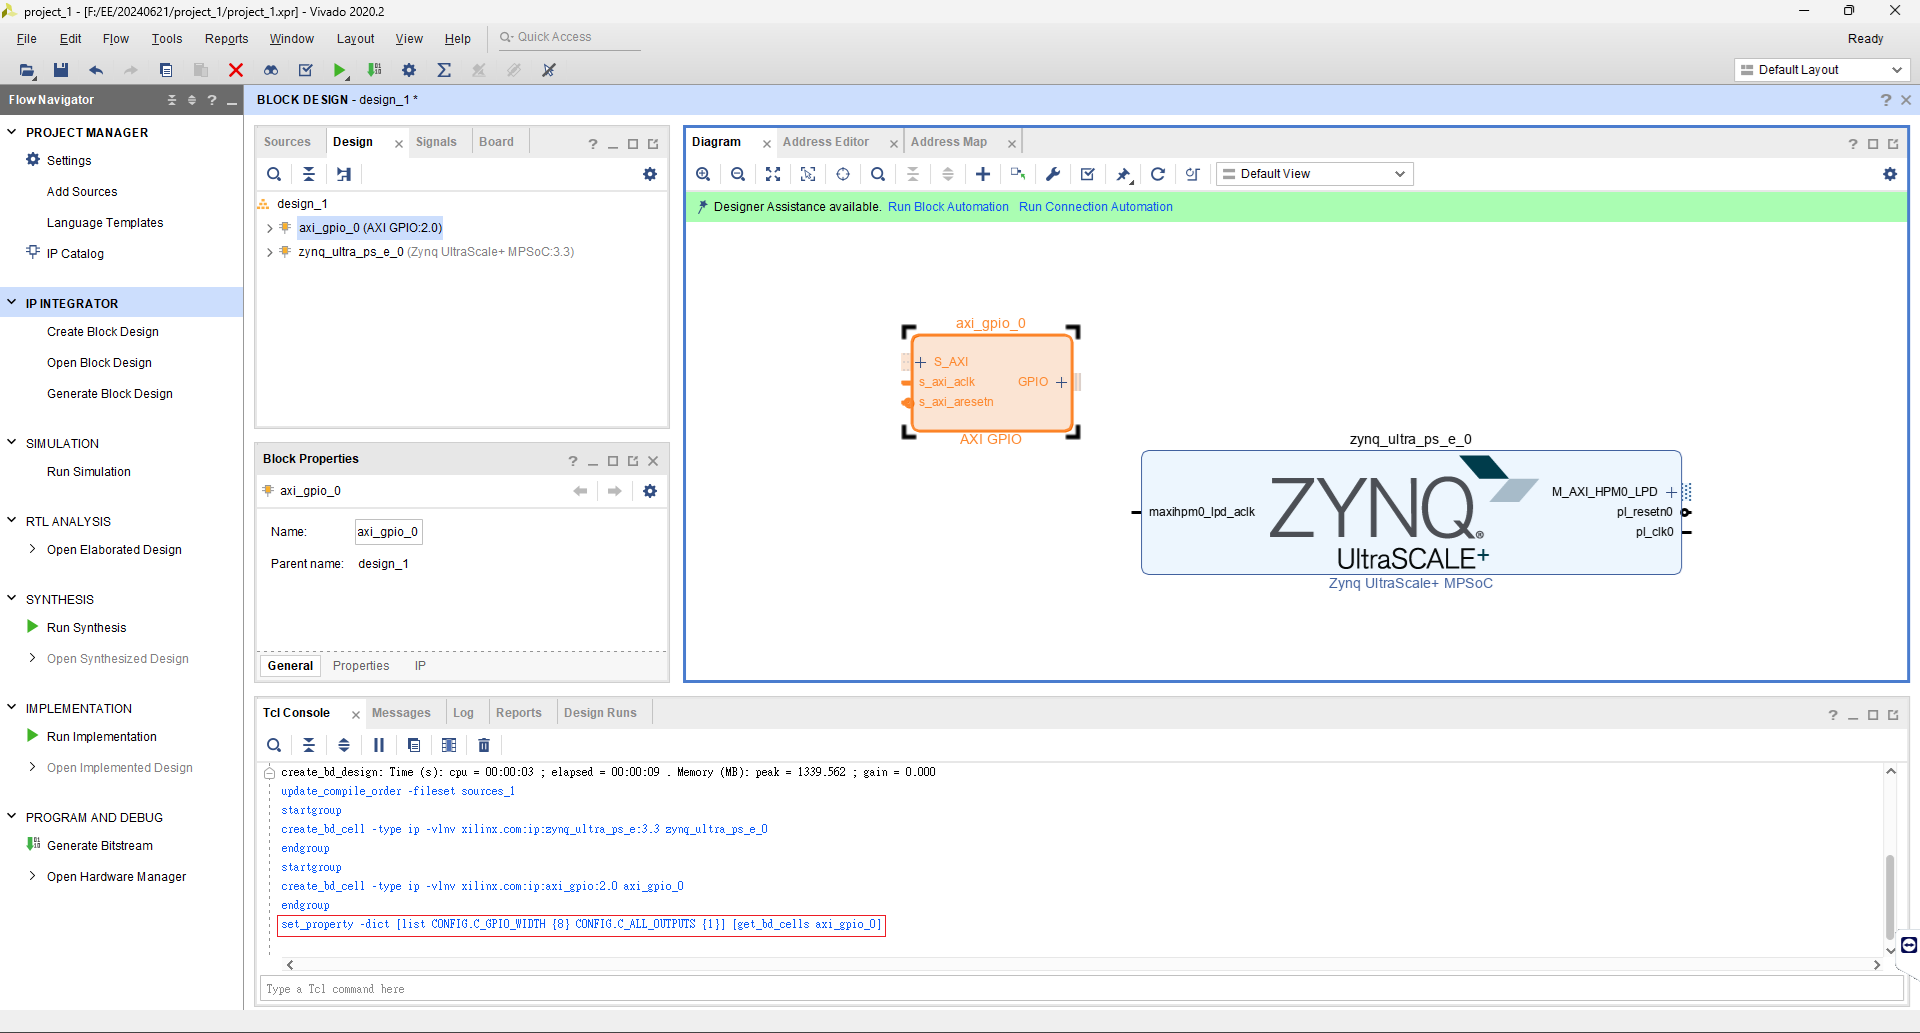 project_1 - [F:/EE/20240621/project_1/project_1.xpr] - Vivado 2020.2
File Edit Flow Tools Reports Window Layout View Help Quick Access Ready
Default Layout
Flow Navigator
PROJECT MANAGER
Settings
Add Sources
Language Templates
IP Catalog
IP INTEGRATOR
Create Block Design
Open Block Design
Generate Block Design
SIMULATION
Run Simulation
RTL ANALYSIS
Open Elaborated Design
SYNTHESIS
Run Synthesis
Open Synthesized Design
IMPLEMENTATION
Run Implementation
Open Implemented Design
PROGRAM AND DEBUG
Generate Bitstream
Open Hardware Manager
BLOCK DESIGN - design_1 *
Sources Design Signals Board
design_1
axi_gpio_0 (AXI GPIO:2.0)
zynq_ultra_ps_e_0 (Zynq UltraScale+ MPSoC:3.3)
Block Properties
axi_gpio_0
Name: axi_gpio_0
Parent name: design_1
General Properties IP
Diagram Address Editor Address Map
Default View
Designer Assistance available. Run Block Automation Run Connection Automation
axi_gpio_0
S_AXI
s_axi_aclk GPIO
s_axi_aresetn
AXI GPIO
zynq_ultra_ps_e_0
M_AXI_HPM0_LPD
maxihpm0_lpd_aclk ZYNQ® pl_resetn0
pl_clk0
UltraSCALE+
Zynq UltraScale+ MPSoC
Tcl Console Messages Log Reports Design Runs
create_bd_design: Time (s): cpu = 00:00:03 ; elapsed = 00:00:09 . Memory (MB): peak = 1339.562 ; gain = 0.000
update_compile_order -fileset sources_1
startgroup
create_bd_cell -type ip -vlnv xilinx.com:ip:zynq_ultra_ps_e:3.3 zynq_ultra_ps_e_0
endgroup
startgroup
create_bd_cell -type ip -vlnv xilinx.com:ip:axi_gpio:2.0 axi_gpio_0
endgroup
set_property -dict [list CONFIG.C_GPIO_WIDTH {8} CONFIG.C_ALL_OUTPUTS {1}] [get_bd_cells axi_gpio_0]
Type a Tcl command here